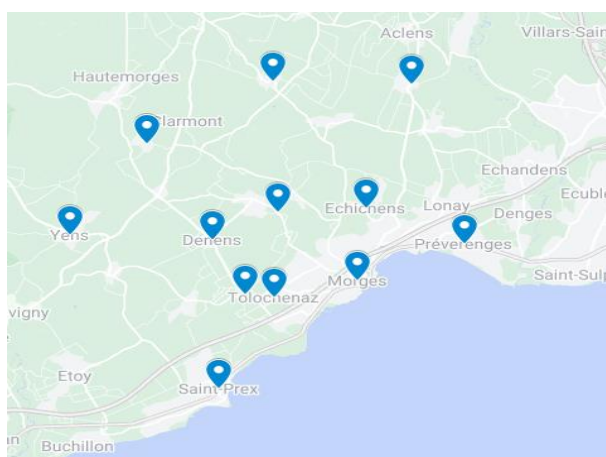 Aclens
Villars-Sain
Hautemorges
Clarmont
Echandens
Echichens
Lonay
Ecuble
Denges
Yens
Denens
Préverenges
Saint-Sulp
Morges
Tolochenaz
vigny
Etoy
Saint-Prex
Buchillon